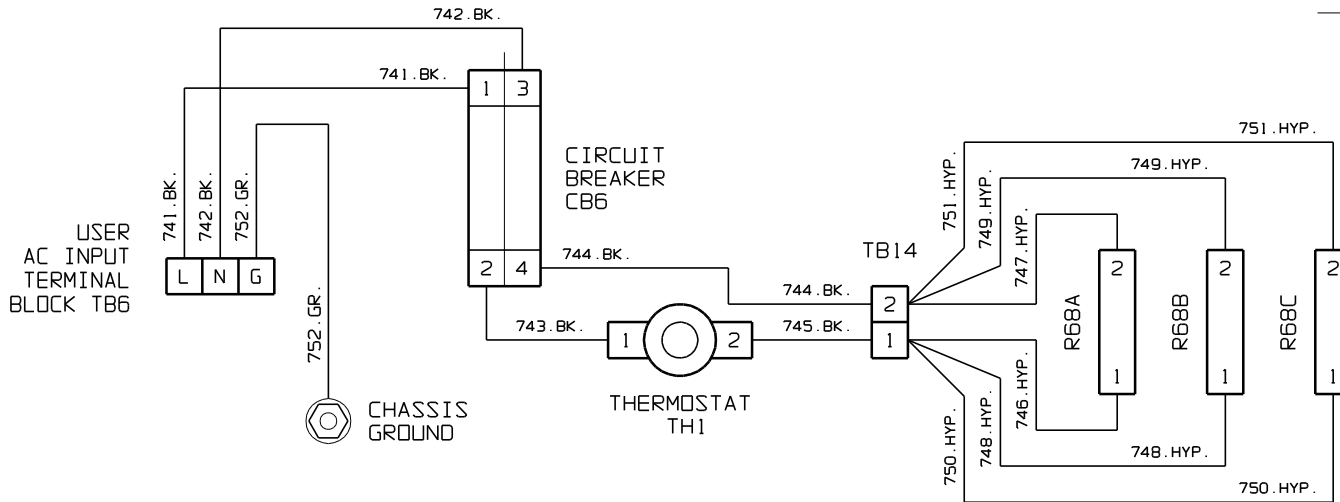 742.BK.
741.BK.
1 3
CIRCUIT
BREAKER
CB6
2 4
USER
AC INPUT
TERMINAL
BLOCK TB6
741.BK.
742.BK.
752.GR.
L N G
752.GR.
CHASSIS
GROUND
744.BK.
743.BK.
1 2
THERMOSTAT
TH1
744.BK.
745.BK.
TB14
2
1
751.HYP.
751.HYP.
749.HYP.
749.HYP.
747.HYP.
2
R68A
1
2
R68B
1
2
R68C
1
746.HYP.
748.HYP.
748.HYP.
750.HYP.
750.HYP.